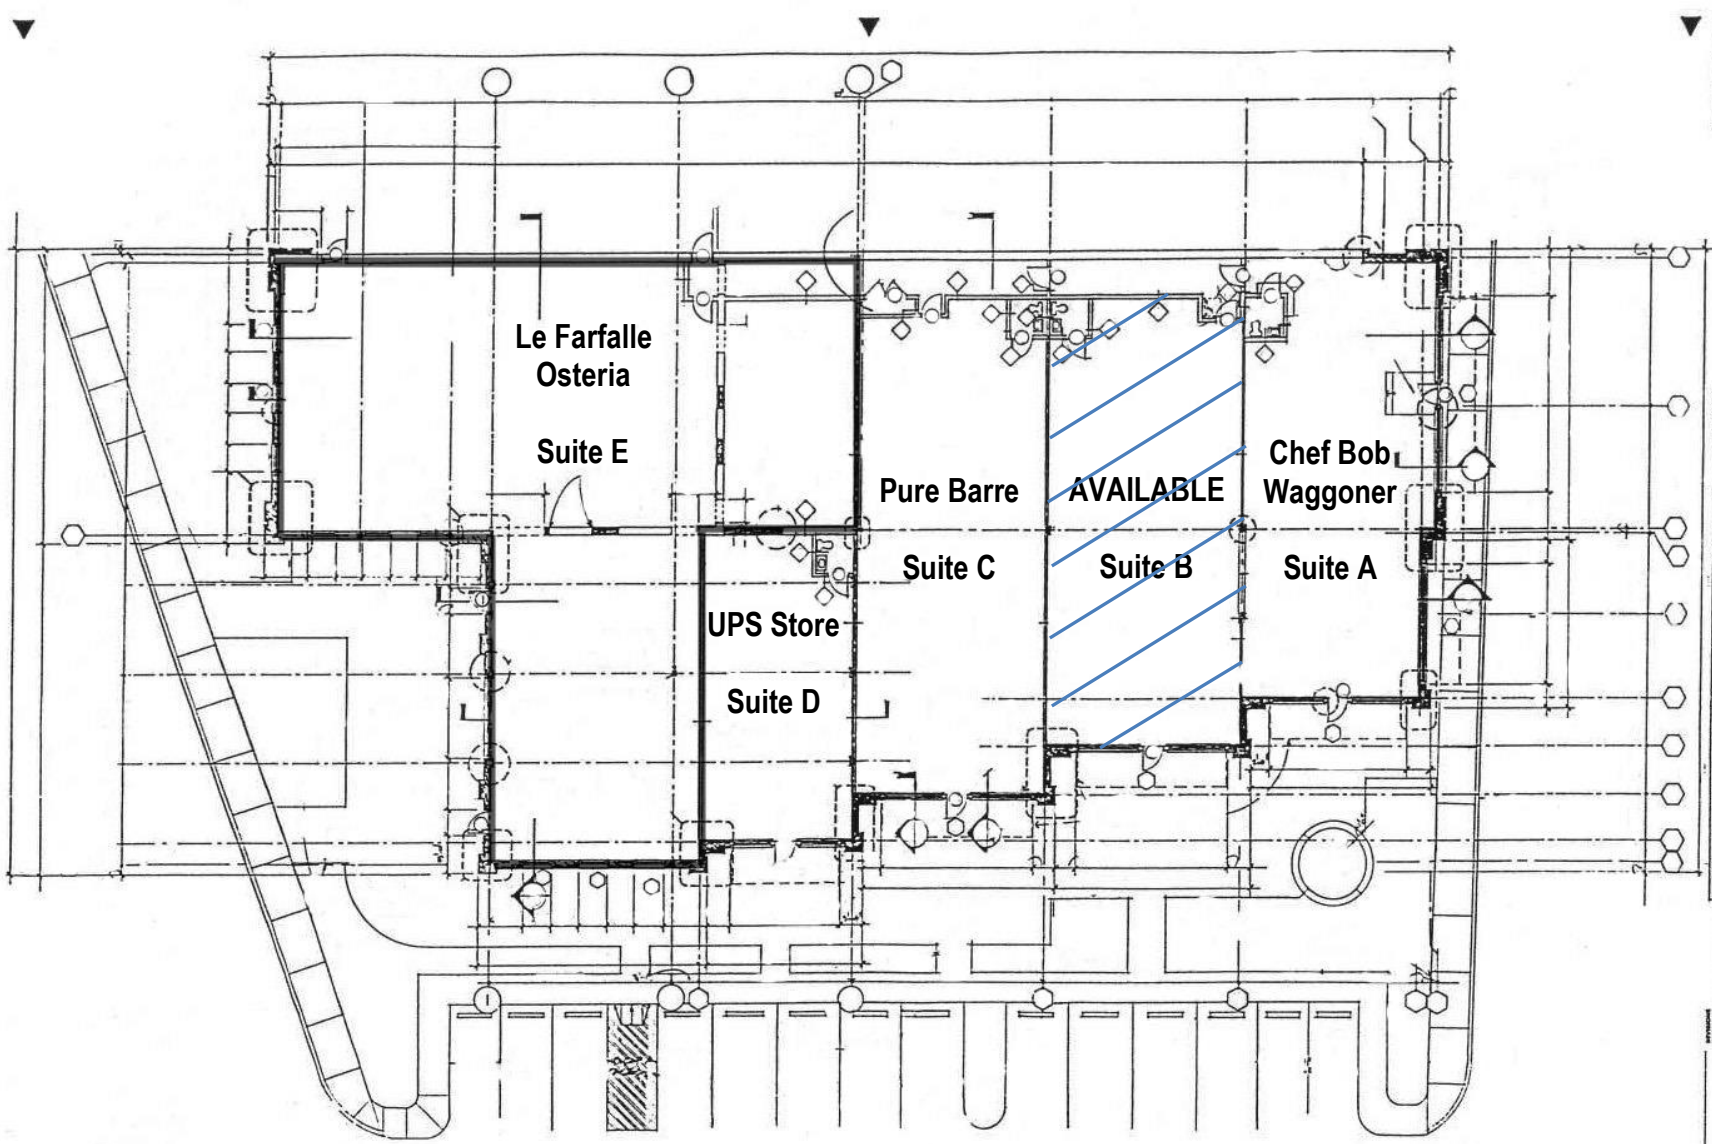 Le Farfalle
Osteria
Suite E
UPS Store
Suite D
Pure Barre
Suite C
AVAILABLE
Suite B
Chef Bob
Waggoner
Suite A